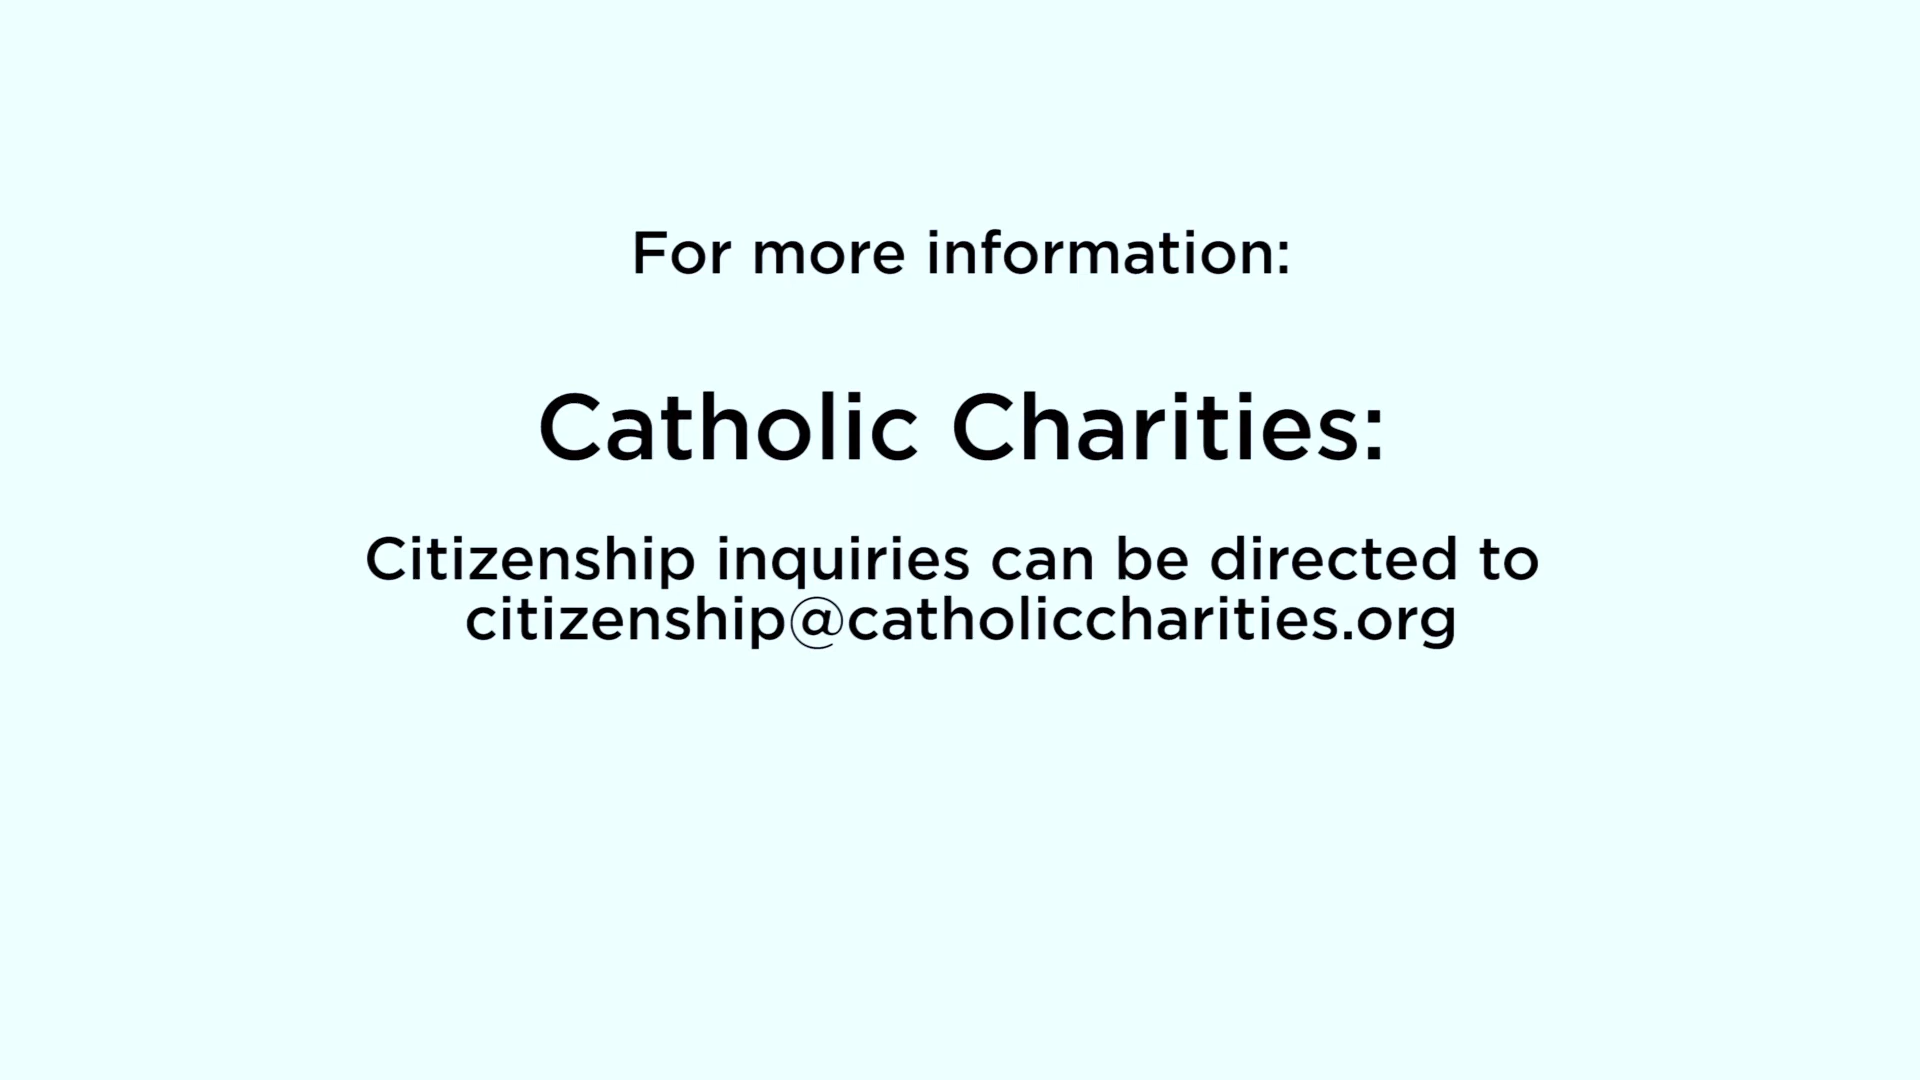 For more information:
Catholic Charities:
Citizenship inquiries can be directed to
citizenship@catholiccharities.org